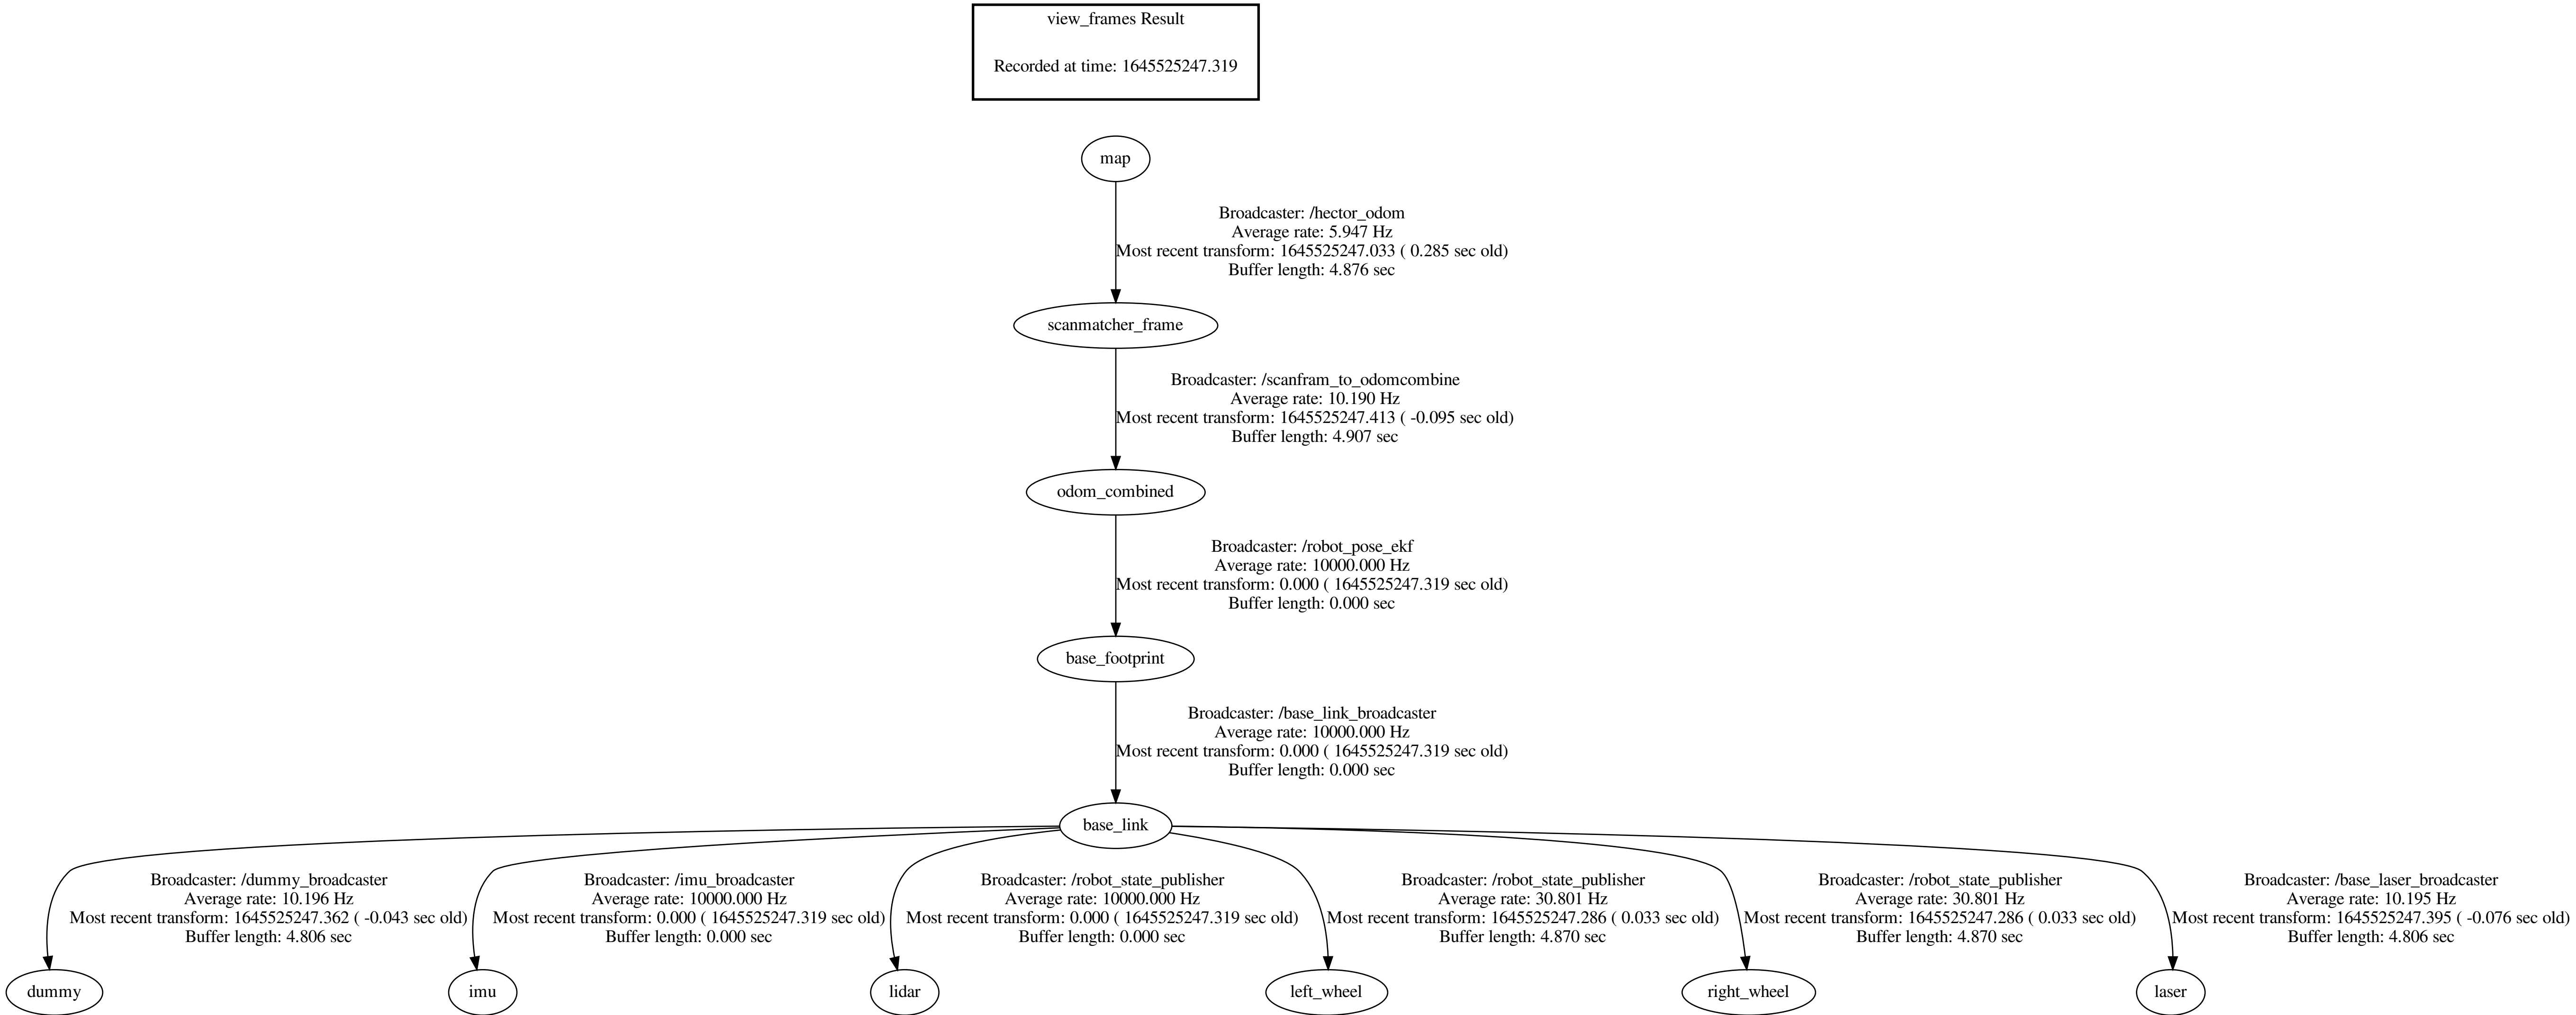 view_frames Result
Recorded at time: 1645525247.319
map
Broadcaster: /hector_odom
Average rate: 5.947 Hz
Most recent transform: 1645525247.033 ( 0.285 sec old)
Buffer length: 4.876 sec
scanmatcher_frame
Broadcaster: /scanfram_to_odomcombine
Average rate: 10.190 Hz
Most recent transform: 1645525247.413 ( -0.095 sec old)
Buffer length: 4.907 sec
odom_combined
Broadcaster: /robot_pose_ekf
Average rate: 10000.000 Hz
Most recent transform: 0.000 ( 1645525247.319 sec old)
Buffer length: 0.000 sec
base_footprint
Broadcaster: /base_link_broadcaster
Average rate: 10000.000 Hz
Most recent transform: 0.000 ( 1645525247.319 sec old)
Buffer length: 0.000 sec
base_link
Broadcaster: /dummy_broadcaster
Average rate: 10.196 Hz
Most recent transform: 1645525247.362 ( -0.043 sec old)
Buffer length: 4.806 sec
Broadcaster: /imu_broadcaster
Average rate: 10000.000 Hz
Most recent transform: 0.000 ( 1645525247.319 sec old)
Buffer length: 0.000 sec
Broadcaster: /robot_state_publisher
Average rate: 10000.000 Hz
Most recent transform: 0.000 ( 1645525247.319 sec old)
Buffer length: 0.000 sec
Broadcaster: /robot_state_publisher
Average rate: 30.801 Hz
Most recent transform: 1645525247.286 ( 0.033 sec old)
Buffer length: 4.870 sec
Broadcaster: /robot_state_publisher
Average rate: 30.801 Hz
Most recent transform: 1645525247.286 ( 0.033 sec old)
Buffer length: 4.870 sec
Broadcaster: /base_laser_broadcaster
Average rate: 10.195 Hz
Most recent transform: 1645525247.395 ( -0.076 sec old)
Buffer length: 4.806 sec
dummy
imu
lidar
left_wheel
right_wheel
laser